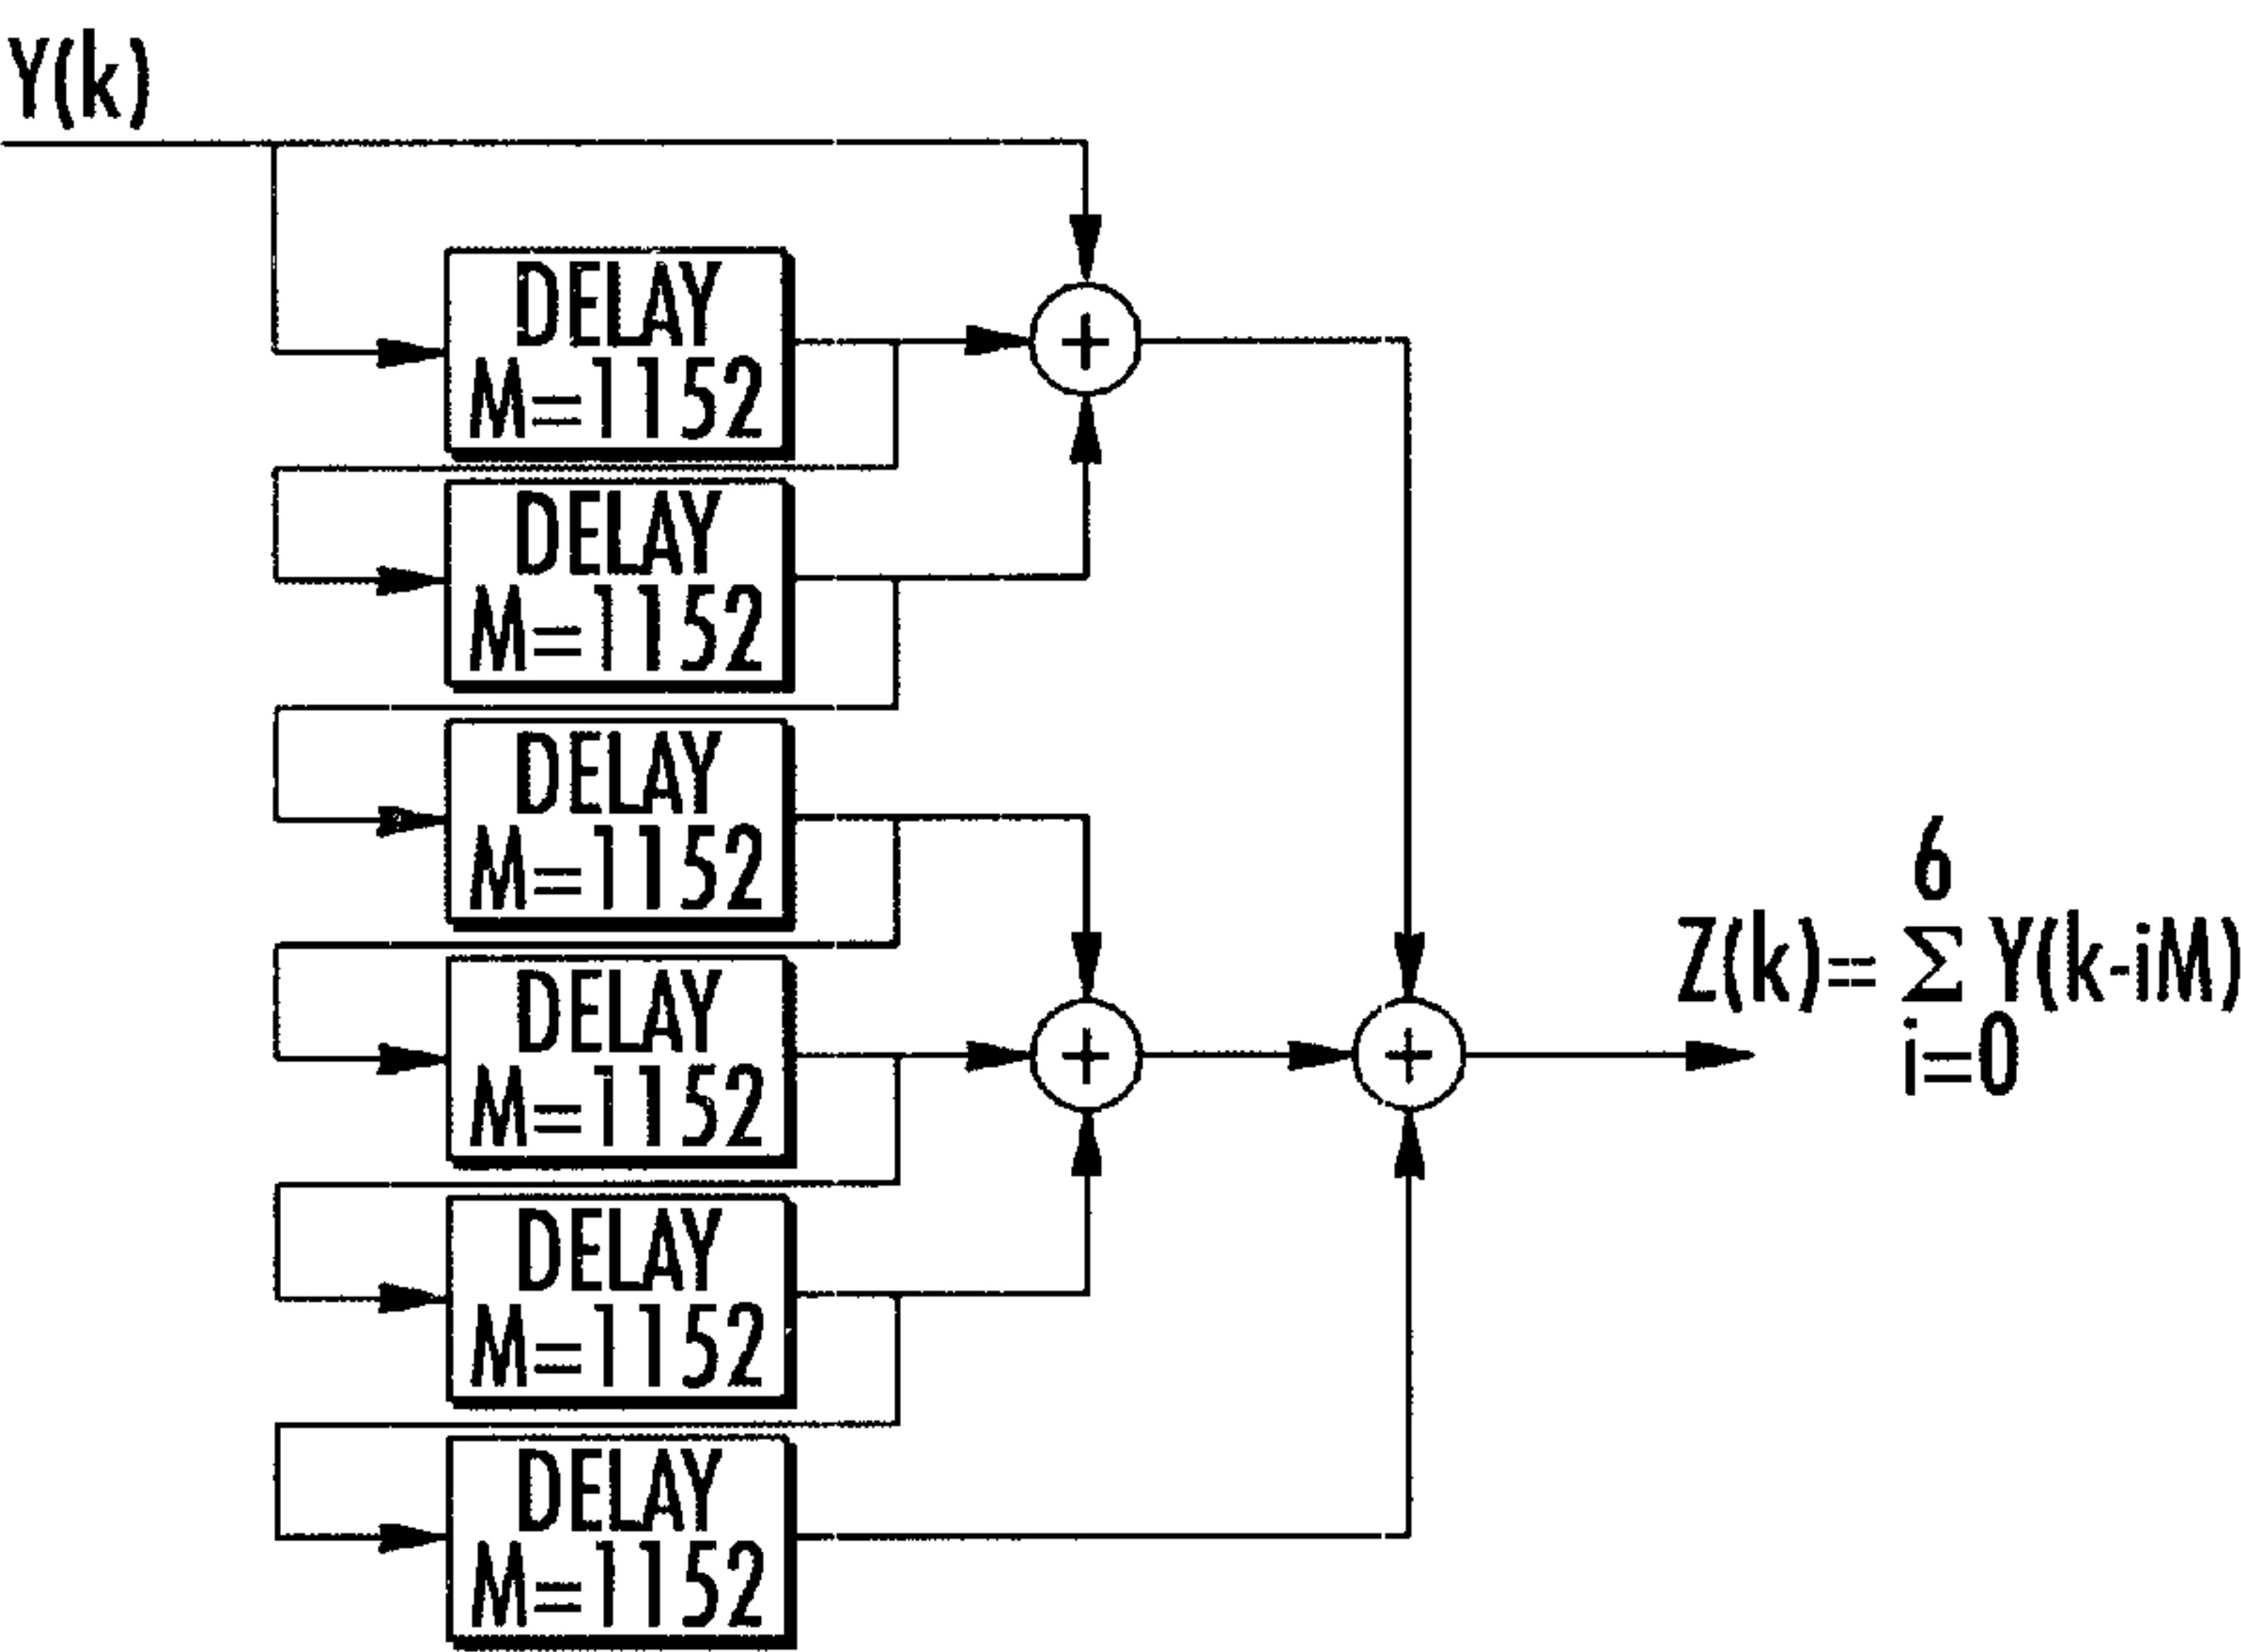 Y(k)
DELAY
M=1152
+
DELAY
M=1152
DELAY
M=1152
DELAY
M=1152
+
+
6
Z(k)= Σ Y(k-iM)
i=0
DELAY
M=1152
DELAY
M=1152